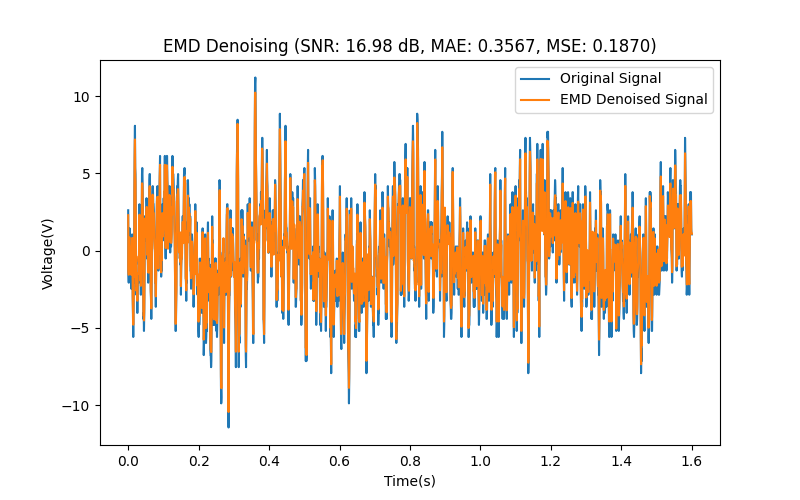 EMD Denoising (SNR: 16.98 dB, MAE: 0.3567, MSE: 0.1870)
Original Signal
EMD Denoised Signal
Voltage(V)
10
5
0
−5
−10
0.0 0.2 0.4 0.6 0.8 1.0 1.2 1.4 1.6
Time(s)